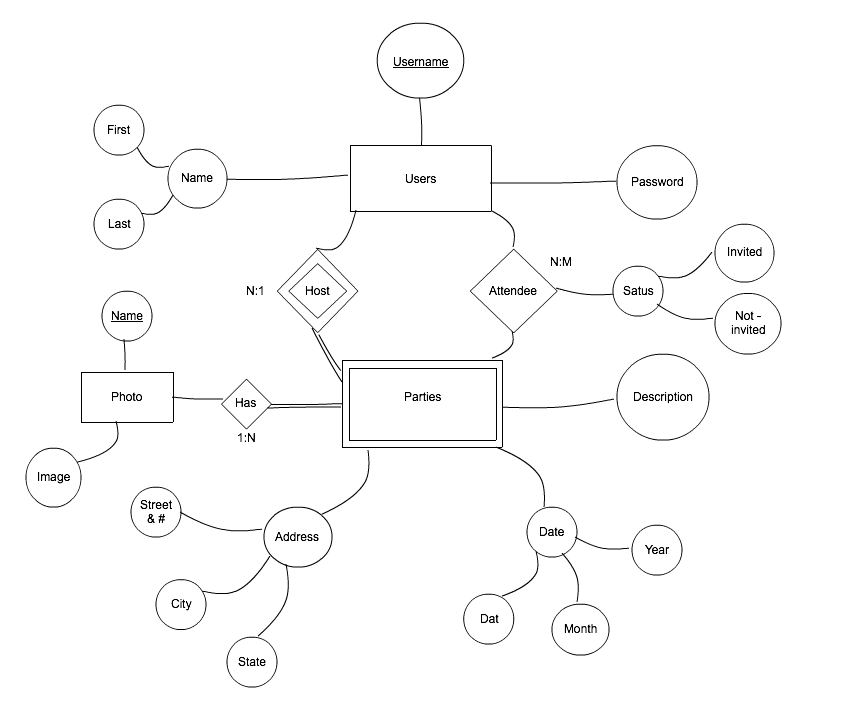 Username
First
Name
Users
Password
Last
Invited
N:M
N:1
Host
Attendee
Satus
Name
Not -
invited
Photo
Has
Parties
Description
1:N
Image
Street
& #
Address
Date
Year
City
Dat
Month
State